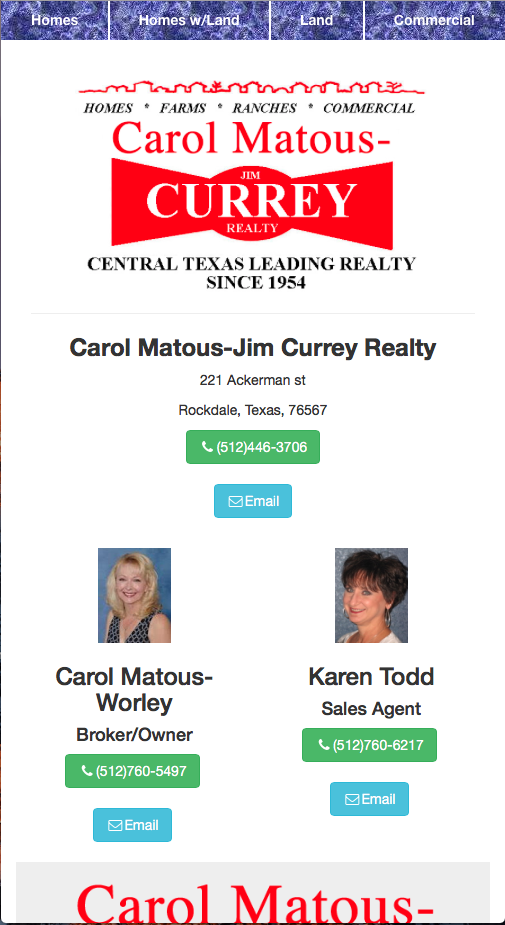 Homes Homes w/Land Land Commercial
HOMES * FARMS * RANCHES * COMMERCIAL
Carol Matous-
JIM
CURREY
REALTY
CENTRAL TEXAS LEADING REALTY
SINCE 1954
Carol Matous-Jim Currey Realty
221 Ackerman st
Rockdale, Texas, 76567
(512)446-3706
Email
Carol Matous-
Worley
Broker/Owner
(512)760-5497
Email
Karen Todd
Sales Agent
(512)760-6217
Email
Carol Matous-